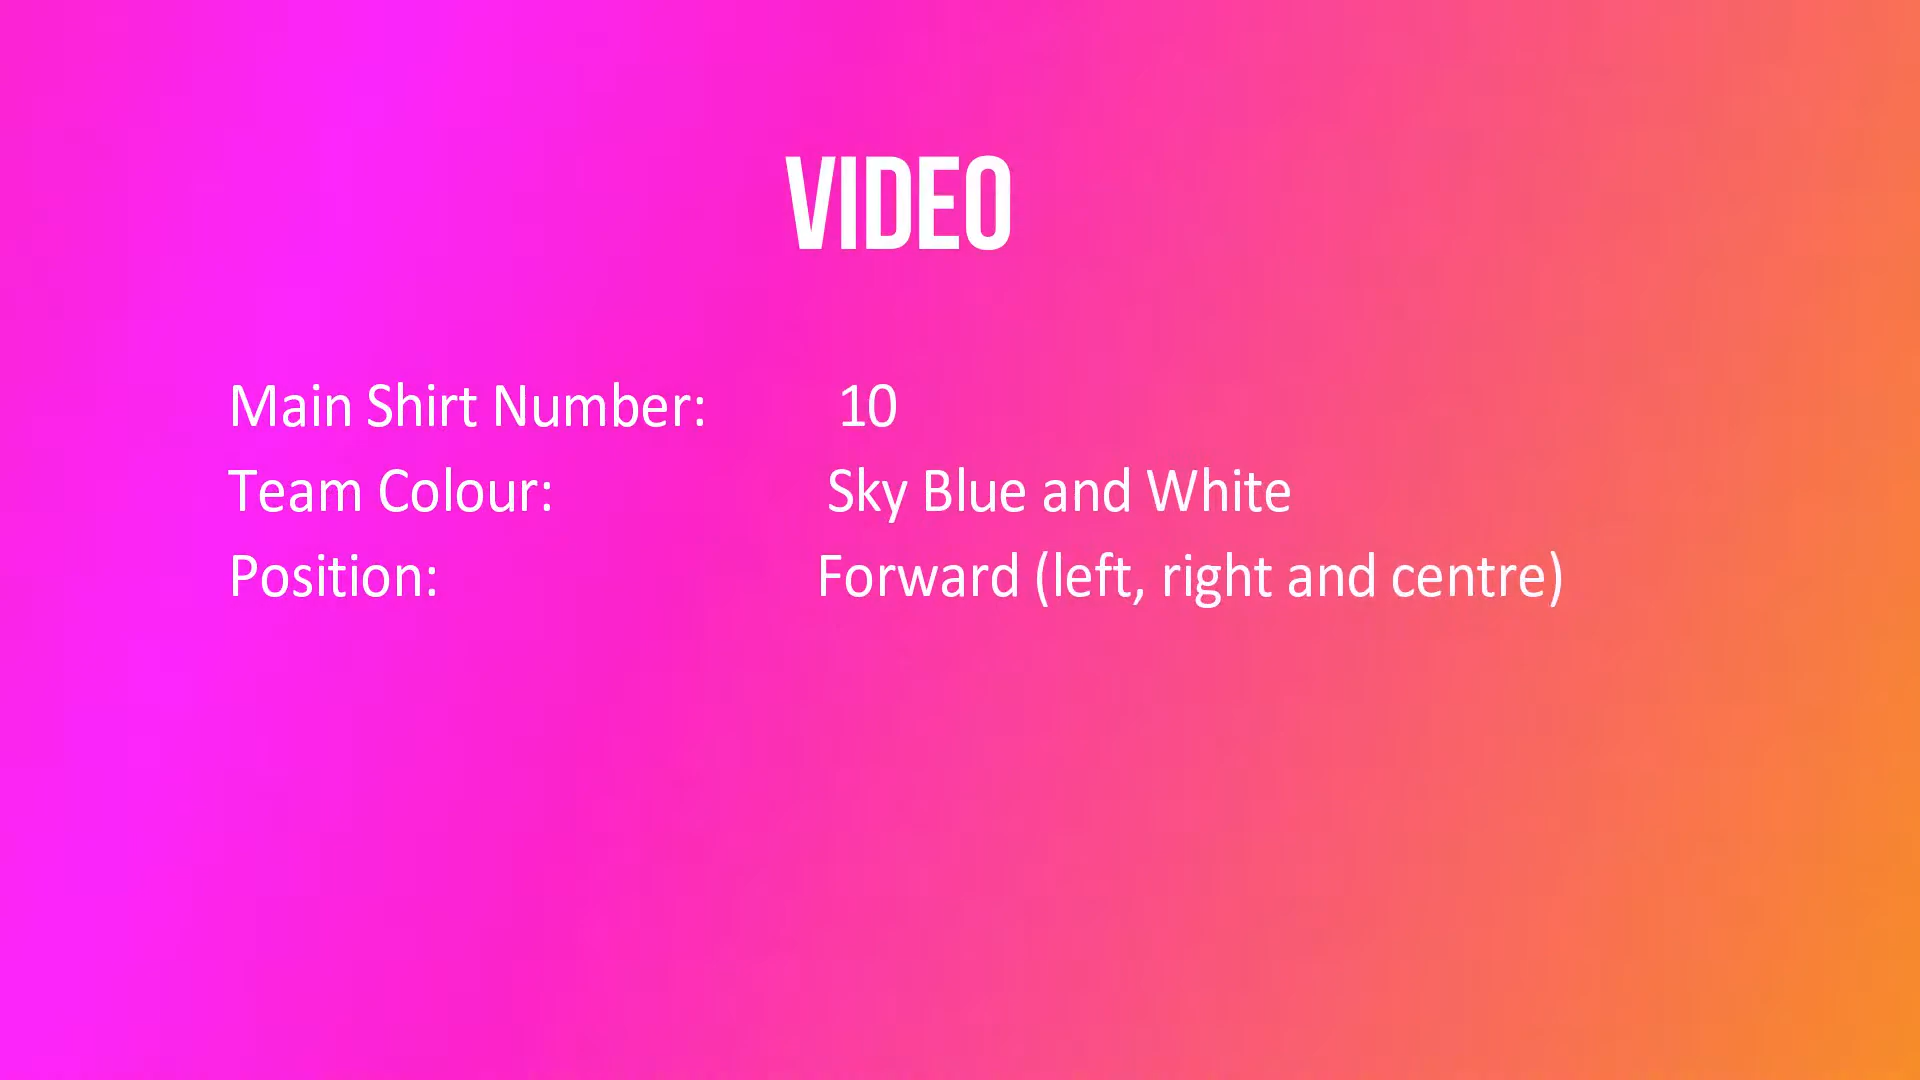 VIDEO
Main Shirt Number: 10
Team Colour: Sky Blue and White
Position: Forward (left, right and centre)